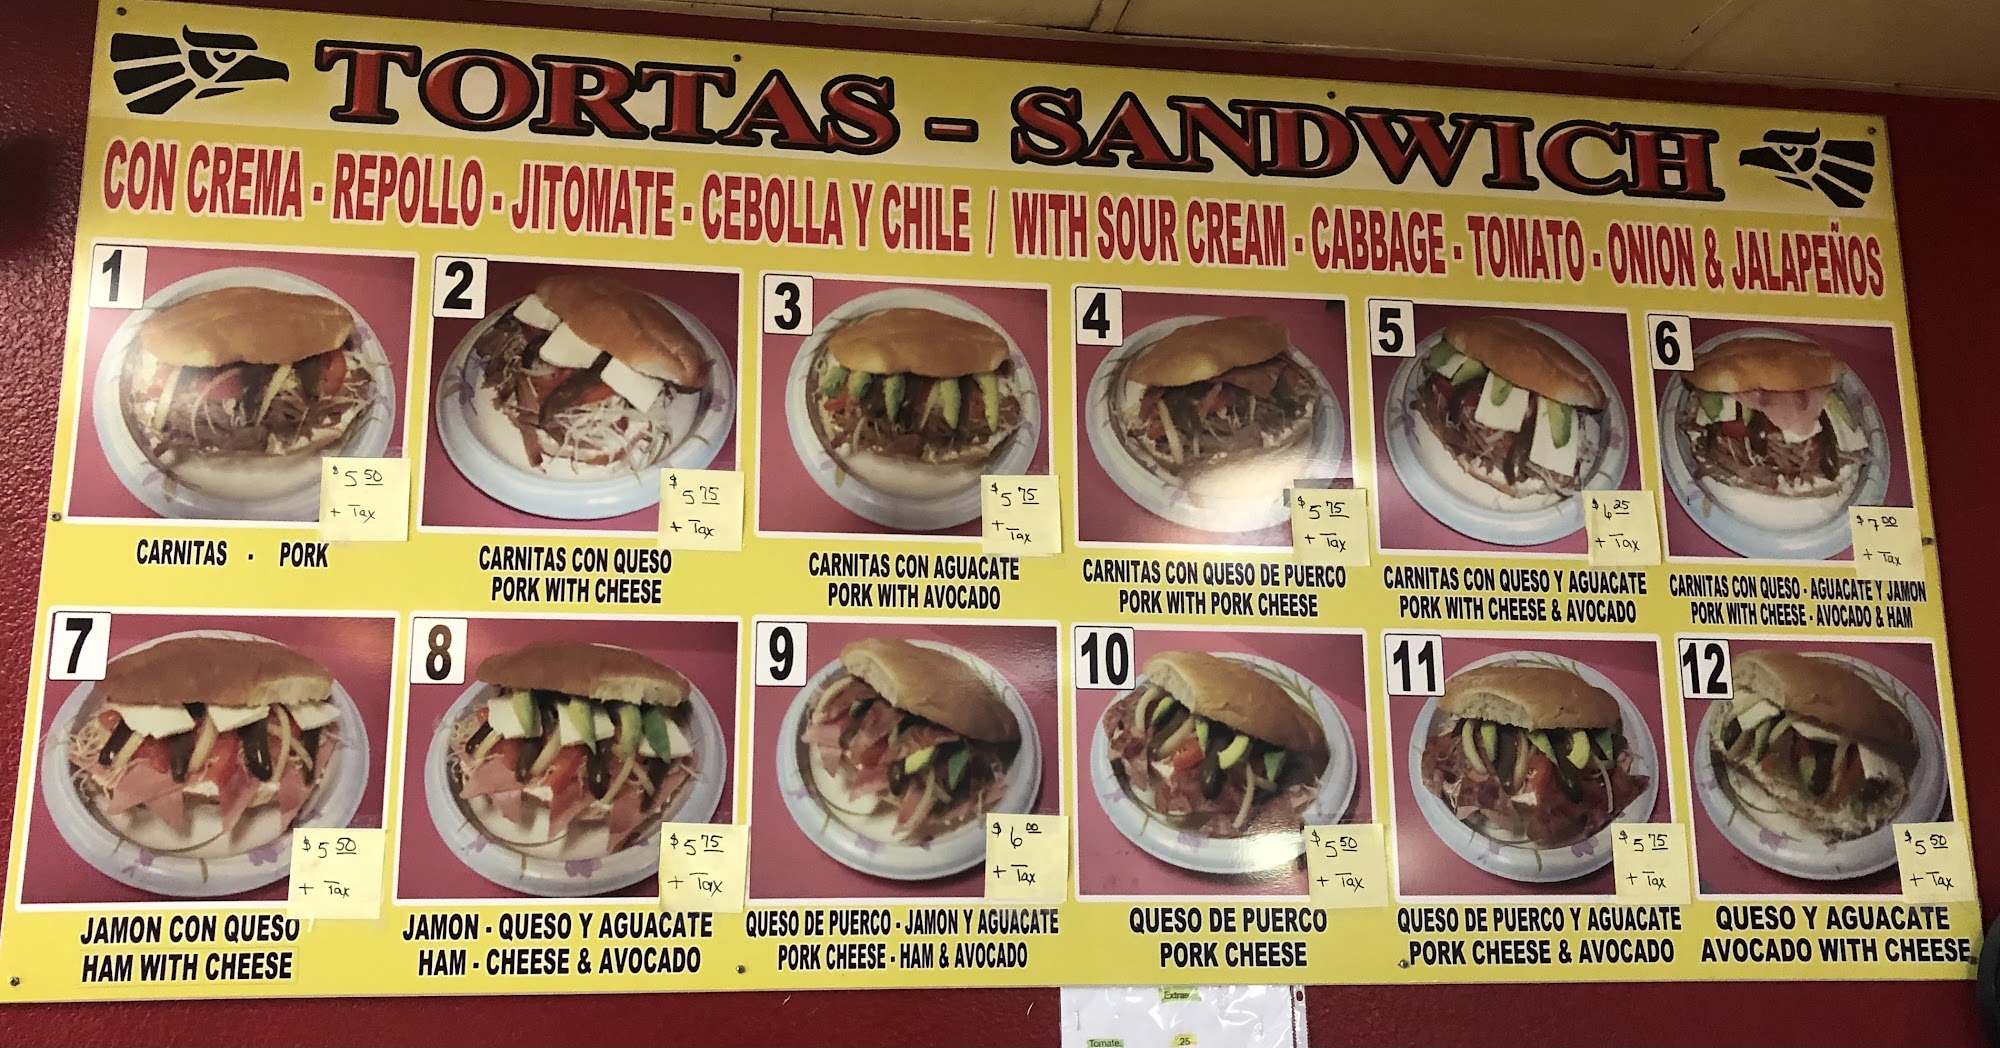 TORTAS - SANDWICH
CON CREMA - REPOLLO - JITOMATE - CEBOLLA Y CHILE / WITH SOUR CREAM - CABBAGE - TOMATO - ONION & JALAPEÑOS
1
$5.50
+ Tax
CARNITAS - PORK
2
$5.75
+ Tax
CARNITAS CON QUESO
PORK WITH CHEESE
3
$5.75
+ Tax
CARNITAS CON AGUACATE
PORK WITH AVOCADO
4
$5.75
+ Tax
CARNITAS CON QUESO DE PUERCO
PORK WITH PORK CHEESE
5
$6.25
+ Tax
CARNITAS CON QUESO Y AGUACATE
PORK WITH CHEESE & AVOCADO
6
$7.00
+ Tax
CARNITAS CON QUESO - AGUACATE Y JAMON
PORK WITH CHEESE - AVOCADO & HAM
7
$5.50
+ Tax
JAMON CON QUESO
HAM WITH CHEESE
8
$5.75
+ Tax
JAMON - QUESO Y AGUACATE
HAM - CHEESE & AVOCADO
9
$6.00
+ Tax
QUESO DE PUERCO - JAMON Y AGUACATE
PORK CHEESE - HAM & AVOCADO
10
$5.50
+ Tax
QUESO DE PUERCO
PORK CHEESE
11
$5.75
+ Tax
QUESO DE PUERCO Y AGUACATE
PORK CHEESE & AVOCADO
12
$5.50
+ Tax
QUESO Y AGUACATE
AVOCADO WITH CHEESE
Extras
Tomate .25